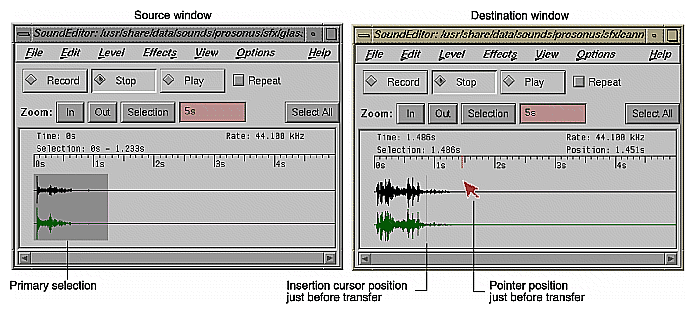 Source window
SoundEditor: /usr/share/data/sounds/prosonus/sfx/glas
File Edit Level Effects View Options Help
Record Stop Play Repeat
Zoom: In Out Selection 5s Select All
Time: 0s Rate: 44.100 kHz
Selection: 0s - 1.233s
0s 1s 2s 3s 4s
Primary selection
Destination window
SoundEditor: /usr/share/data/sounds/prosonus/sfx/cann
File Edit Level Effects View Options Help
Record Stop Play Repeat
Zoom: In Out Selection 5s Select All
Time: 1.486s Rate: 44.100 kHz
Selection: 1.486s Position: 1.451s
0s 1s 2s 4s
Insertion cursor position
just before transfer
Pointer position
just before transfer